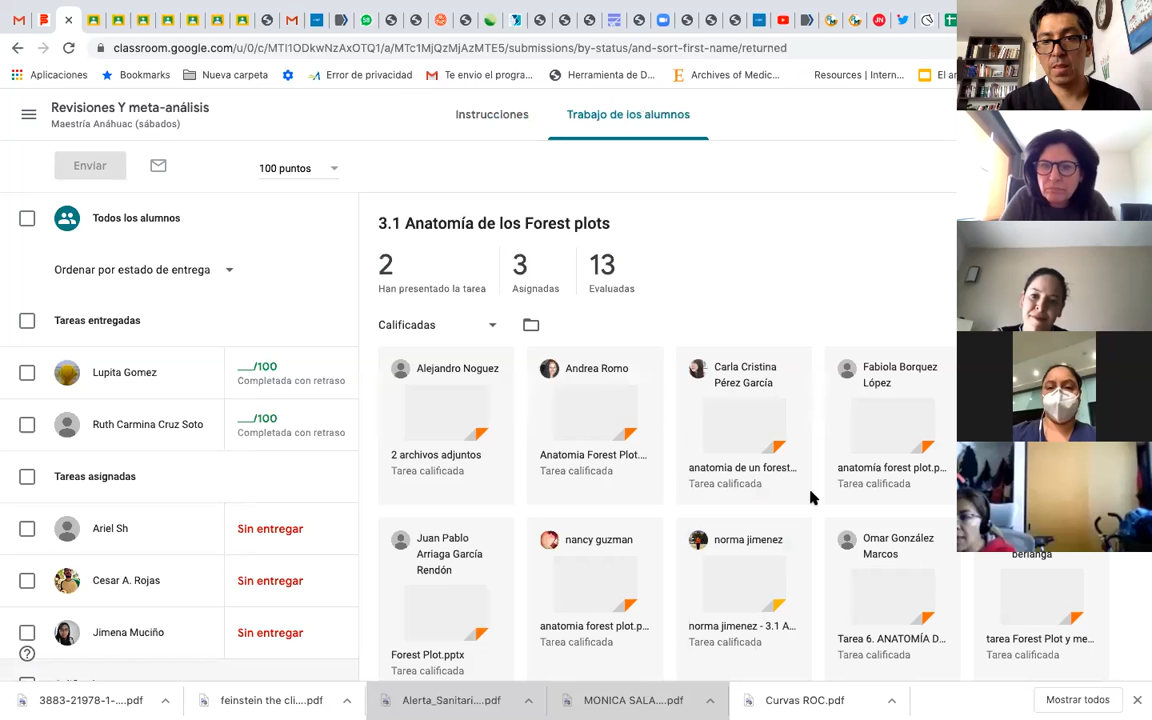 classroom.google.com/u/0/c/MTI1ODkwNzAxOTQ1/a/MTc1MjQzMjAzMTE5/submissions/by-status/and-sort-first-name/returned
Aplicaciones
Bookmarks
Nueva carpeta
Error de privacidad
Te envio el progra...
Herramienta de D...
Archives of Medic...
Resources | Intern...
El ar
Revisiones Y meta-análisis
Maestría Anáhuac (sábados)
Instrucciones
Trabajo de los alumnos
Enviar
100 puntos
Todos los alumnos
Ordenar por estado de entrega
Tareas entregadas
Lupita Gomez
__/100
Completada con retraso
Ruth Carmina Cruz Soto
__/100
Completada con retraso
Tareas asignadas
Ariel Sh
Sin entregar
Cesar A. Rojas
Sin entregar
Jimena Muciño
Sin entregar
3.1 Anatomía de los Forest plots
2
Han presentado la tarea
3
Asignadas
13
Evaluadas
Calificadas
Alejandro Noguez
2 archivos adjuntos
Tarea calificada
Andrea Romo
Anatomia Forest Plot....
Tarea calificada
Carla Cristina
Pérez García
anatomia de un forest...
Tarea calificada
Fabiola Borquez
López
anatomía forest plot.p...
Tarea calificada
Juan Pablo
Arriaga García
Rendón
Forest Plot.pptx
Tarea calificada
nancy guzman
anatomia forest plot.p...
Tarea calificada
norma jimenez
norma jimenez - 3.1 A...
Tarea calificada
Omar González
Marcos
Tarea 6. ANATOMÍA D...
Tarea calificada
berlanga
tarea Forest Plot y me...
Tarea calificada
3883-21978-1-....pdf
feinstein the cli....pdf
Alerta_Sanitari....pdf
MONICA SALA....pdf
Curvas ROC.pdf
Mostrar todos